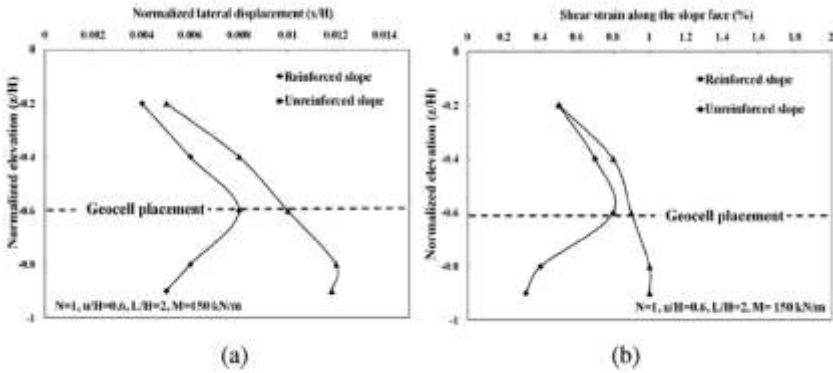 Normalized lateral displacement (x/H)
0 0.002 0.004 0.006 0.008 0.01 0.012 0.014
Normalized elevation (z/H)
0
-0.2
-0.4
-0.6
-0.8
-1
Reinforced slope
Unreinforced slope
Geocell placement
N=1, u/H=0.6, L/H=2, M=150 kN/m
(a)
Shear strain along the slope face (%)
0 0.2 0.4 0.6 0.8 1 1.2 1.4 1.6 1.8 2
Normalized elevation (z/H)
0
-0.2
-0.4
-0.6
-0.8
-1
Reinforced slope
Unreinforced slope
Geocell placement
N=1, u/H=0.6, L/H=2, M= 150 kN/m
(b)